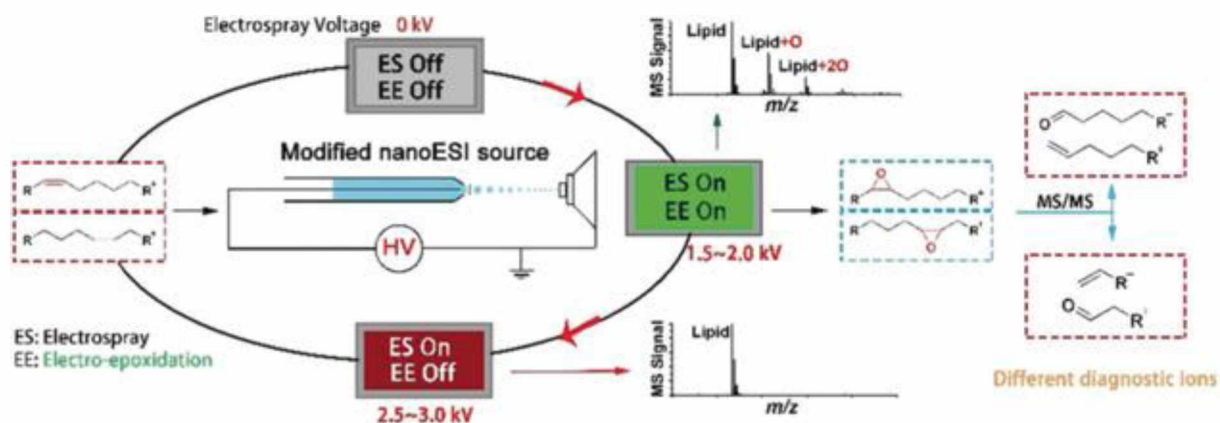 Electrospray Voltage 0 kV
ES Off
EE Off
Modified nanoESI source
HV
ES On
EE On
1.5~2.0 kV
ES On
EE Off
2.5~3.0 kV
ES: Electrospray
EE: Electro-epoxidation
R R⁺
R R⁺
MS Signal
Lipid
Lipid+O
Lipid+2O
m/z
MS Signal
Lipid
m/z
O
R R⁺
R R⁺
O
MS/MS
O R⁻
R⁺
R⁻
O R
Different diagnostic ions